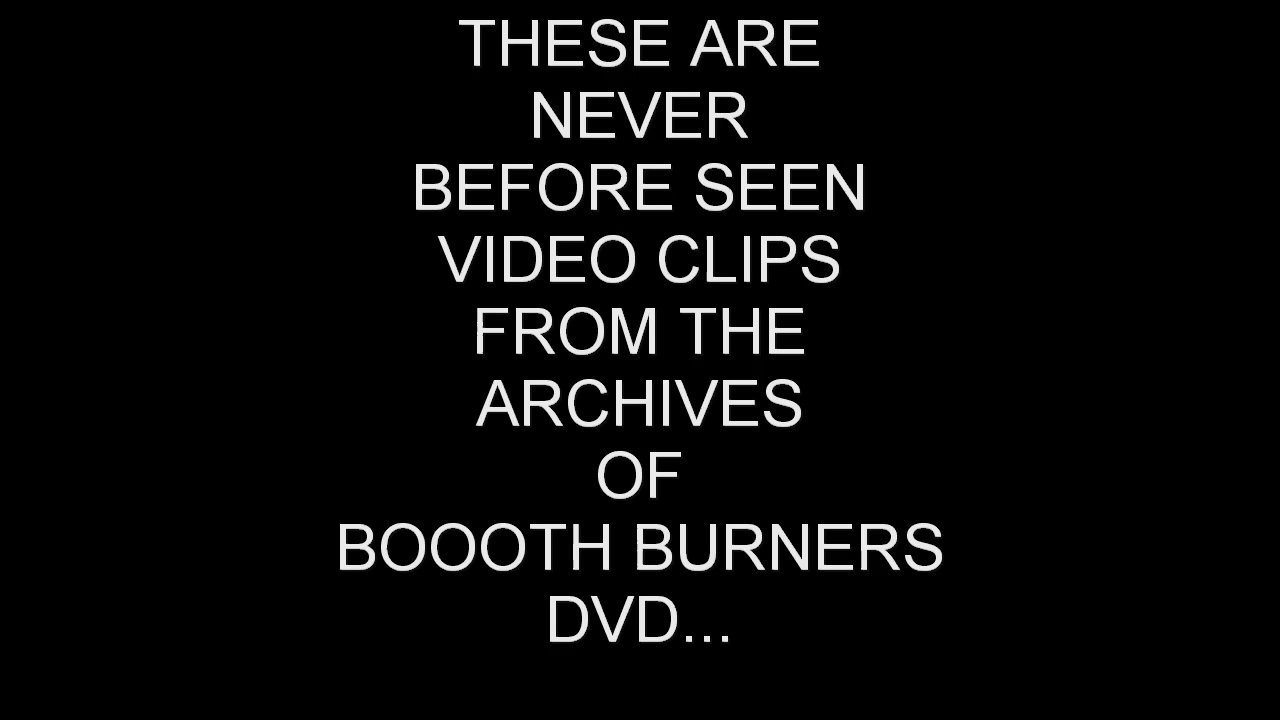 THESE ARE
NEVER
BEFORE SEEN
VIDEO CLIPS
FROM THE
ARCHIVES
OF
BOOOTH BURNERS
DVD...